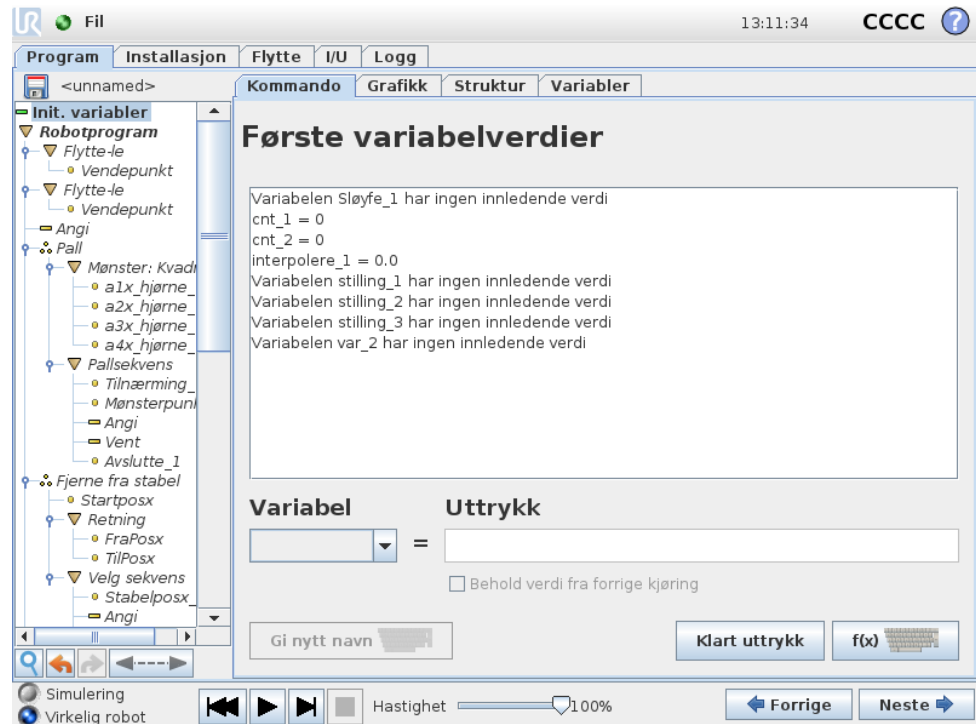 UR Fil 13:11:34 CCCC ?
Program Installasjon Flytte I/U Logg
<unnamed>
Kommando Grafikk Struktur Variabler
Init. variabler
Robotprogram
Flytte-le
Vendepunkt
Flytte-le
Vendepunkt
Angi
Pall
Mønster: Kvadr
a1x_hjørne_
a2x_hjørne_
a3x_hjørne_
a4x_hjørne_
Pallsekvens
Tilnærming_
Mønsterpunl
Angi
Vent
Avslutte_1
Fjerne fra stabel
Startposx
Retning
FraPosx
TilPosx
Velg sekvens
Stabelposx_
Angi
Første variabelverdier
Variabelen Sløyfe_1 har ingen innledende verdi
cnt_1 = 0
cnt_2 = 0
interpolere_1 = 0.0
Variabelen stilling_1 har ingen innledende verdi
Variabelen stilling_2 har ingen innledende verdi
Variabelen stilling_3 har ingen innledende verdi
Variabelen var_2 har ingen innledende verdi
Variabel Uttrykk
=
Behold verdi fra forrige kjøring
Gi nytt navn Klart uttrykk f(x)
Simulering
Virkelig robot
Hastighet 100%
Forrige Neste